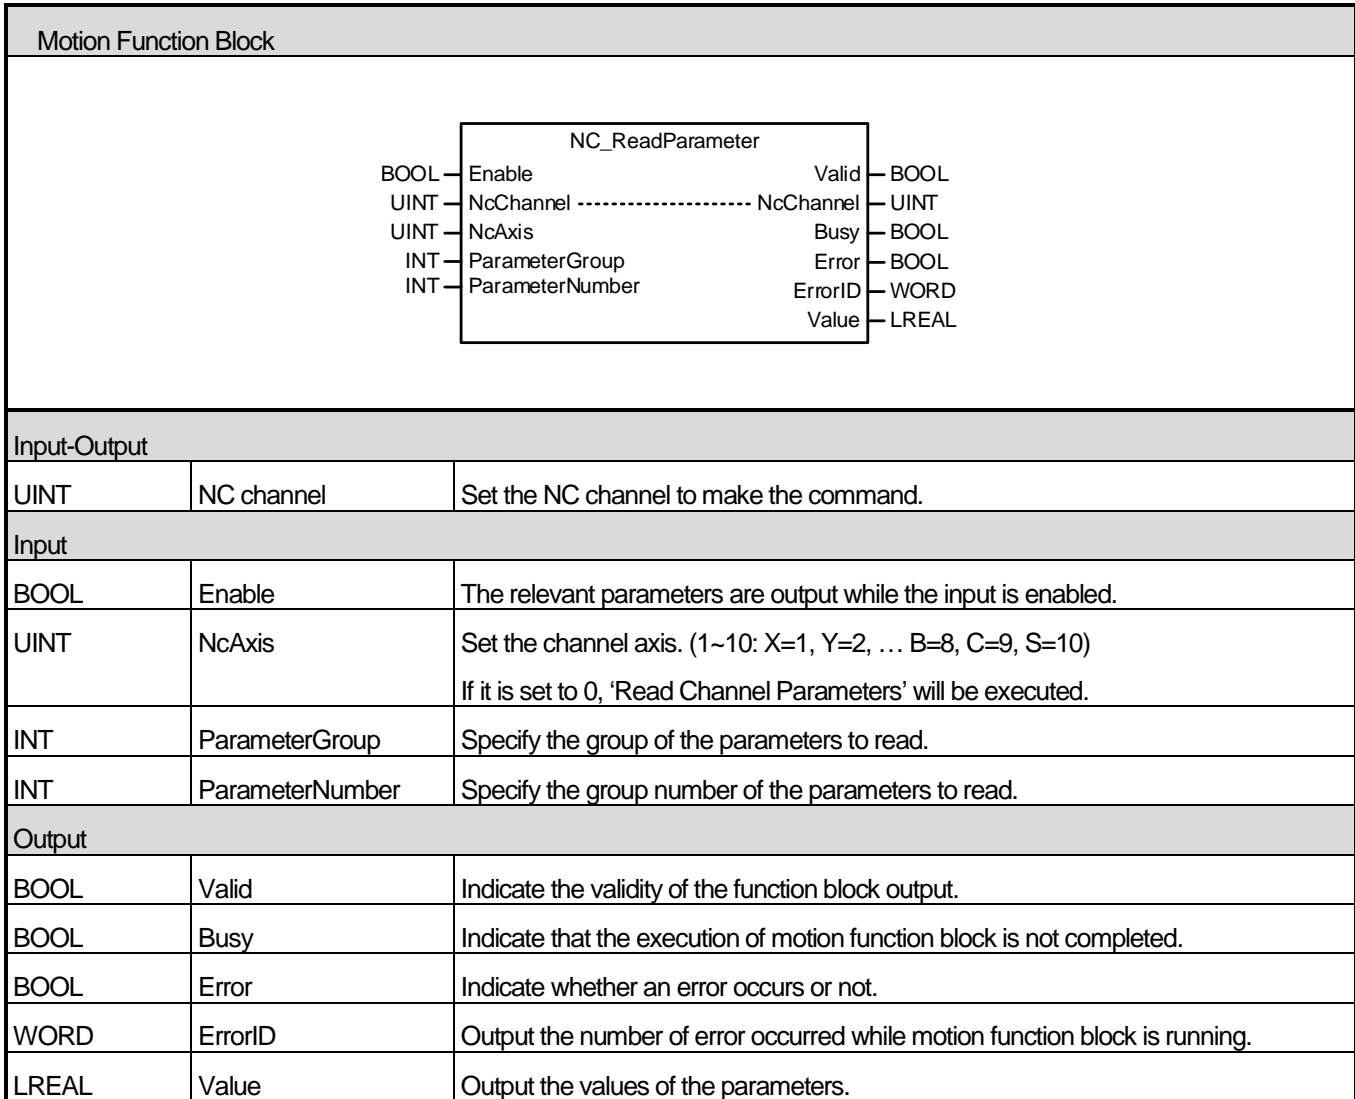 Motion Function Block
NC_ReadParameter
BOOL Enable Valid BOOL
UINT NcChannel NcChannel UINT
UINT NcAxis Busy BOOL
INT ParameterGroup Error BOOL
INT ParameterNumber ErrorID WORD
Value LREAL
Input-Output
UINT NC channel Set the NC channel to make the command.
Input
BOOL Enable The relevant parameters are output while the input is enabled.
UINT NcAxis Set the channel axis. (1~10: X=1, Y=2, … B=8, C=9, S=10)
If it is set to 0, ‘Read Channel Parameters’ will be executed.
INT ParameterGroup Specify the group of the parameters to read.
INT ParameterNumber Specify the group number of the parameters to read.
Output
BOOL Valid Indicate the validity of the function block output.
BOOL Busy Indicate that the execution of motion function block is not completed.
BOOL Error Indicate whether an error occurs or not.
WORD ErrorID Output the number of error occurred while motion function block is running.
LREAL Value Output the values of the parameters.